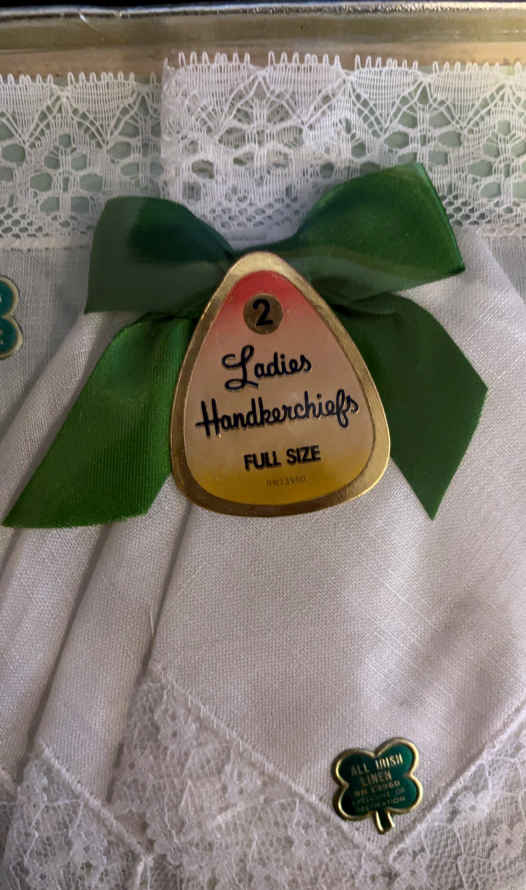 2
Ladies
Handkerchiefs
FULL SIZE
ALL IRISH
LINEN